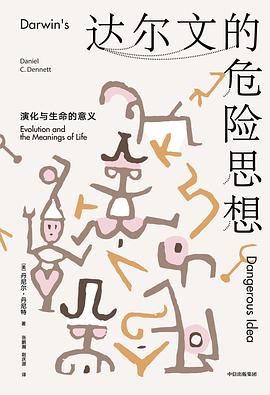 Darwin's
达尔文的
危险思想
Dangerous Idea
Daniel
C. Dennett
演化与生命的意义
Evolution and
the Meanings of Life
[美] 丹尼尔·丹尼特 著
张鹏瀚 赵庆源 译
中信出版集团